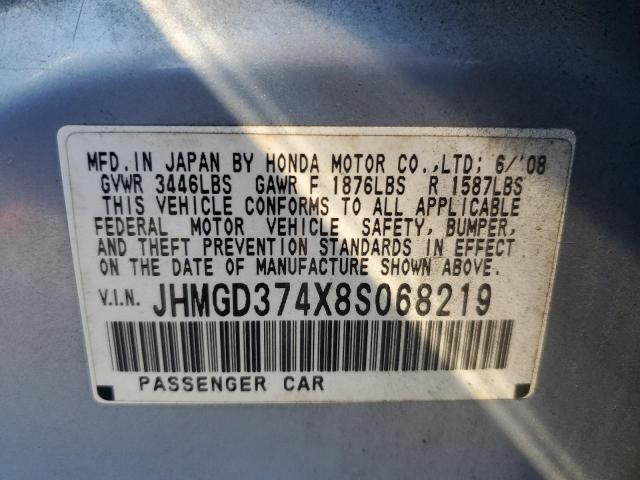 MFD. IN JAPAN BY HONDA MOTOR CO., LTD: 6/'08
GVWR 3446LBS GAWR F 1876LBS R 1587LBS
THIS VEHICLE CONFORMS TO ALL APPLICABLE
FEDERAL MOTOR VEHICLE SAFETY, BUMPER,
AND THEFT PREVENTION STANDARDS IN EFFECT
ON THE DATE OF MANUFACTURE SHOWN ABOVE.
V.I.N. JHMGD374X8S068219
PASSENGER CAR